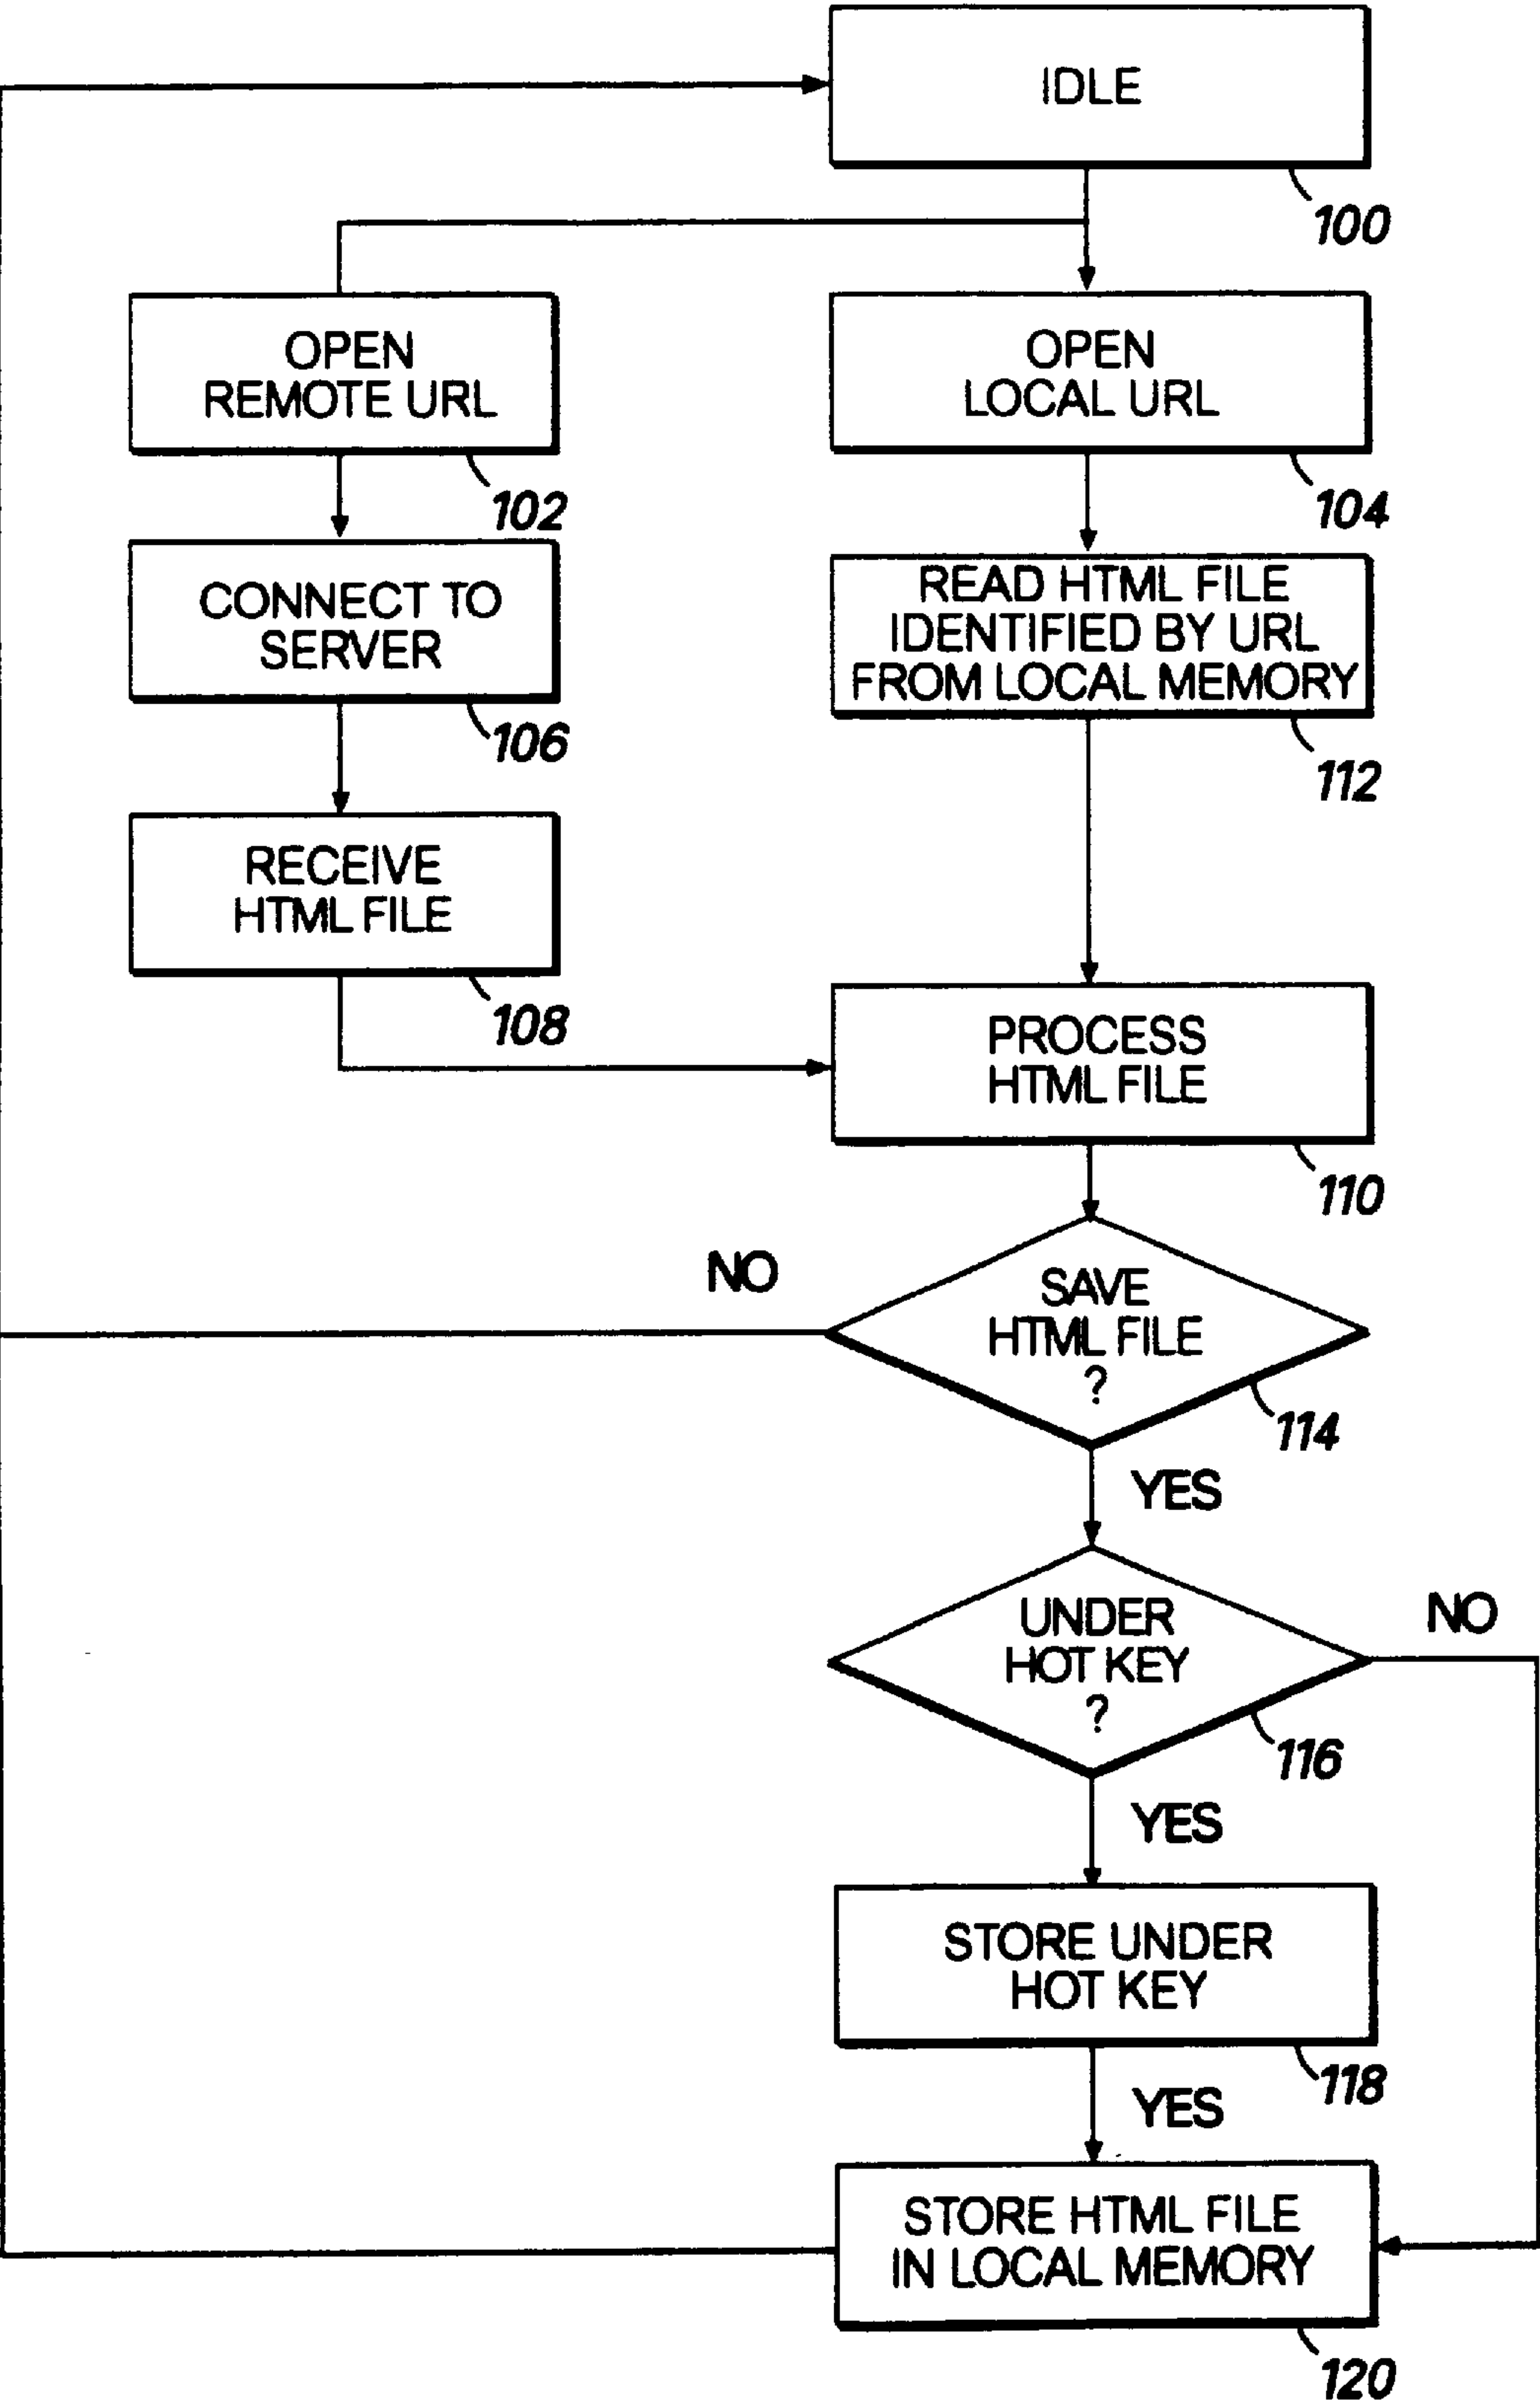 IDLE
100
OPEN
REMOTE URL
102
OPEN
LOCAL URL
104
CONNECT TO
SERVER
106
READ HTML FILE
IDENTIFIED BY URL
FROM LOCAL MEMORY
112
RECEIVE
HTML FILE
108
PROCESS
HTML FILE
110
NO
SAVE
HTML FILE
?
114
YES
UNDER
HOT KEY
?
116
NO
YES
STORE UNDER
HOT KEY
118
YES
STORE HTML FILE
IN LOCAL MEMORY
120